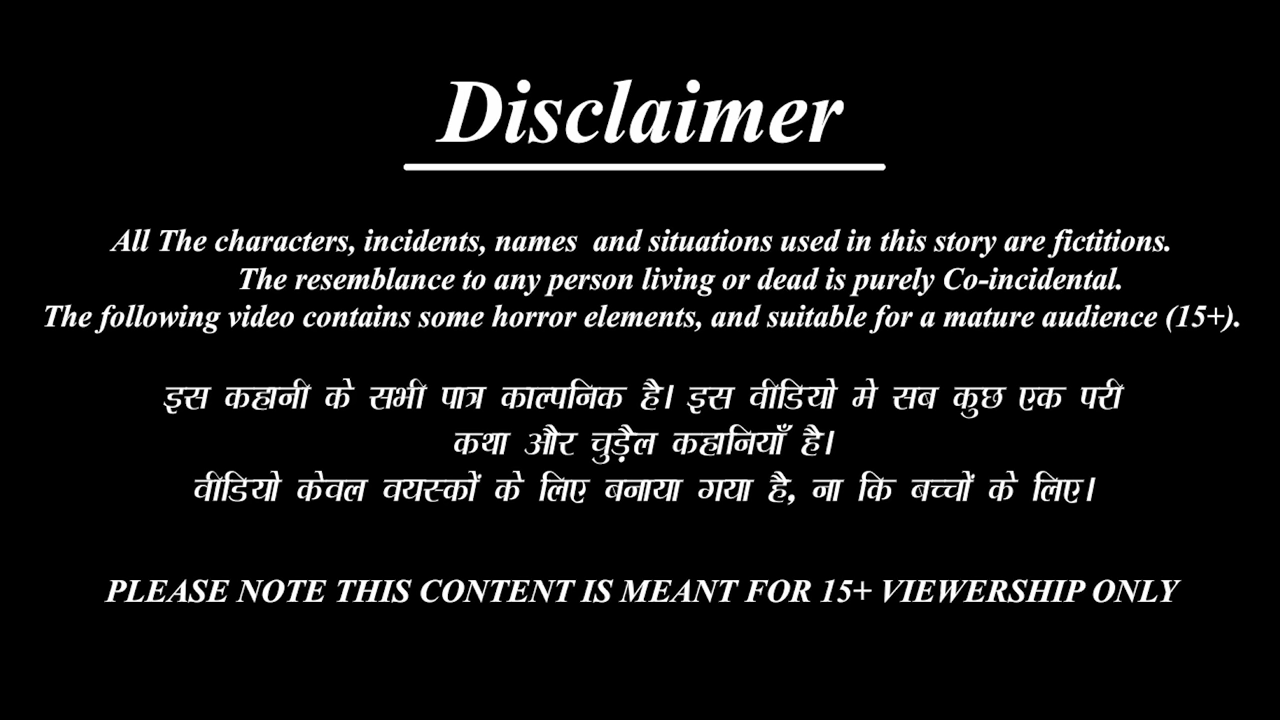 Disclaimer
All The characters, incidents, names and situations used in this story are fictitions.
The resemblance to any person living or dead is purely Co-incidental.
The following video contains some horror elements, and suitable for a mature audience (15+).
इस कहानी के सभी पात्र काल्पनिक है। इस वीडियो मे सब कुछ एक परी
कथा और चुड़ैल कहानियाँ है।
वीडियो केवल वयस्कों के लिए बनाया गया है, ना कि बच्चों के लिए।
PLEASE NOTE THIS CONTENT IS MEANT FOR 15+ VIEWERSHIP ONLY